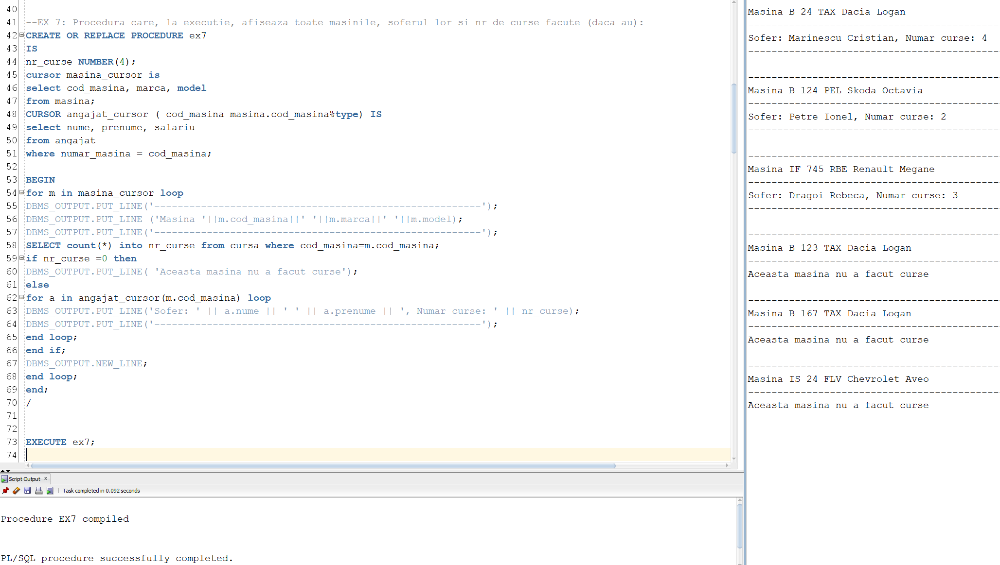 40
41 --EX 7: Procedura care, la executie, afiseaza toate masinile, soferul lor si nr de curse facute (daca au):
42 CREATE OR REPLACE PROCEDURE ex7
43 IS
44 nr_curse NUMBER(4);
45 cursor masina_cursor is
46 select cod_masina, marca, model
47 from masina;
48 CURSOR angajat_cursor ( cod_masina masina.cod_masina%type) IS
49 select nume, prenume, salariu
50 from angajat
51 where numar_masina = cod_masina;
52
53 BEGIN
54 for m in masina_cursor loop
55 DBMS_OUTPUT.PUT_LINE('--------------------------------------------------------');
56 DBMS_OUTPUT.PUT_LINE ('Masina '||m.cod_masina||' '||m.marca||' '||m.model);
57 DBMS_OUTPUT.PUT_LINE('--------------------------------------------------------');
58 SELECT count(*) into nr_curse from cursa where cod_masina=m.cod_masina;
59 if nr_curse =0 then
60 DBMS_OUTPUT.PUT_LINE( 'Aceasta masina nu a facut curse');
61 else
62 for a in angajat_cursor(m.cod_masina) loop
63 DBMS_OUTPUT.PUT_LINE('Sofer: ' || a.nume || ' ' || a.prenume || ', Numar curse: ' || nr_curse);
64 DBMS_OUTPUT.PUT_LINE('--------------------------------------------------------');
65 end loop;
66 end if;
67 DBMS_OUTPUT.NEW_LINE;
68 end loop;
69 end;
70 /
71
72
73 EXECUTE ex7;
74
Script Output x
Task completed in 0.092 seconds
Procedure EX7 compiled
PL/SQL procedure successfully completed.
Masina B 24 TAX Dacia Logan
-------------------------------------------
Sofer: Marinescu Cristian, Numar curse: 4
-------------------------------------------
-------------------------------------------
Masina B 124 PEL Skoda Octavia
-------------------------------------------
Sofer: Petre Ionel, Numar curse: 2
-------------------------------------------
-------------------------------------------
Masina IF 745 RBE Renault Megane
-------------------------------------------
Sofer: Dragoi Rebeca, Numar curse: 3
-------------------------------------------
-------------------------------------------
Masina B 123 TAX Dacia Logan
-------------------------------------------
Aceasta masina nu a facut curse
-------------------------------------------
Masina B 167 TAX Dacia Logan
-------------------------------------------
Aceasta masina nu a facut curse
-------------------------------------------
Masina IS 24 FLV Chevrolet Aveo
-------------------------------------------
Aceasta masina nu a facut curse